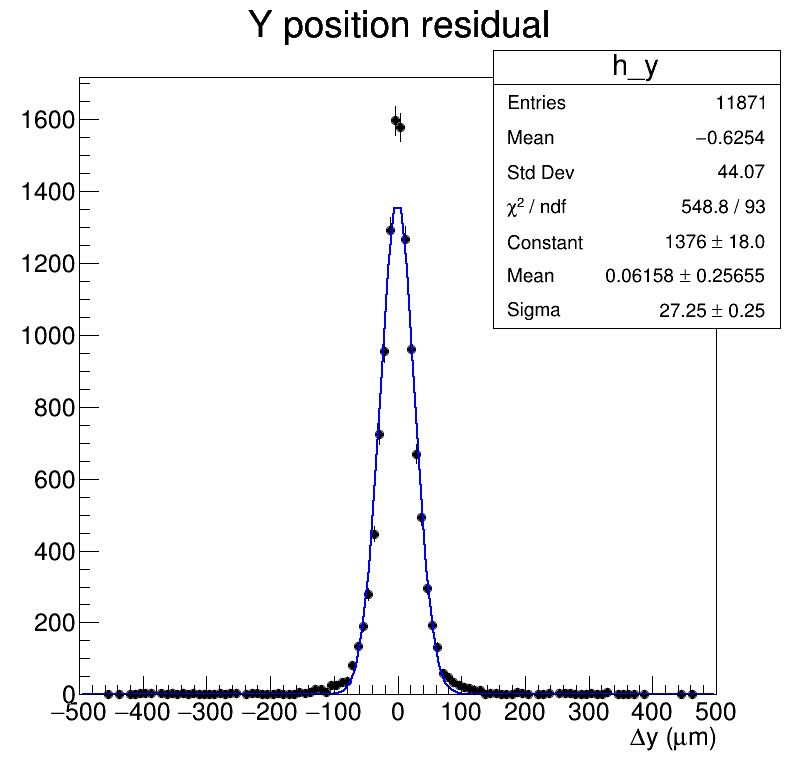 Y position residual
h_y
Entries 11871
Mean −0.6254
Std Dev 44.07
χ² / ndf 548.8 / 93
Constant 1376 ± 18.0
Mean 0.06158 ± 0.25655
Sigma 27.25 ± 0.25
1600
1400
1200
1000
800
600
400
200
0
−500 −400 −300 −200 −100 0 100 200 300 400 500
Δy (μm)